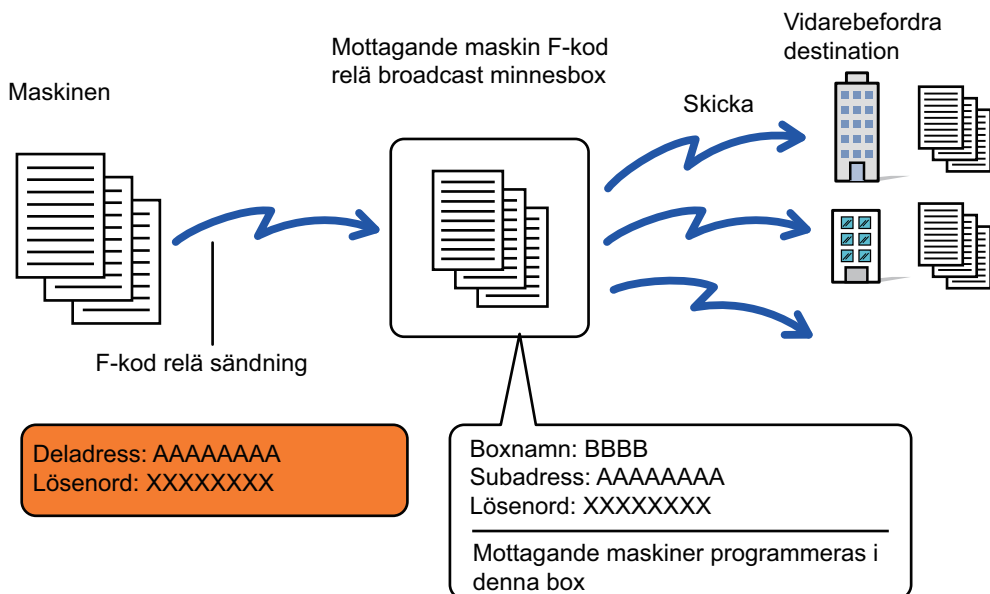 Maskinen
Mottagande maskin F-kod
relä broadcast minnesbox
Vidarebefordra
destination
Skicka
F-kod relä sändning
Deladress: AAAAAAAA
Lösenord: XXXXXXXX
Boxnamn: BBBB
Subadress: AAAAAAAA
Lösenord: XXXXXXXX
Mottagande maskiner programmeras i
denna box